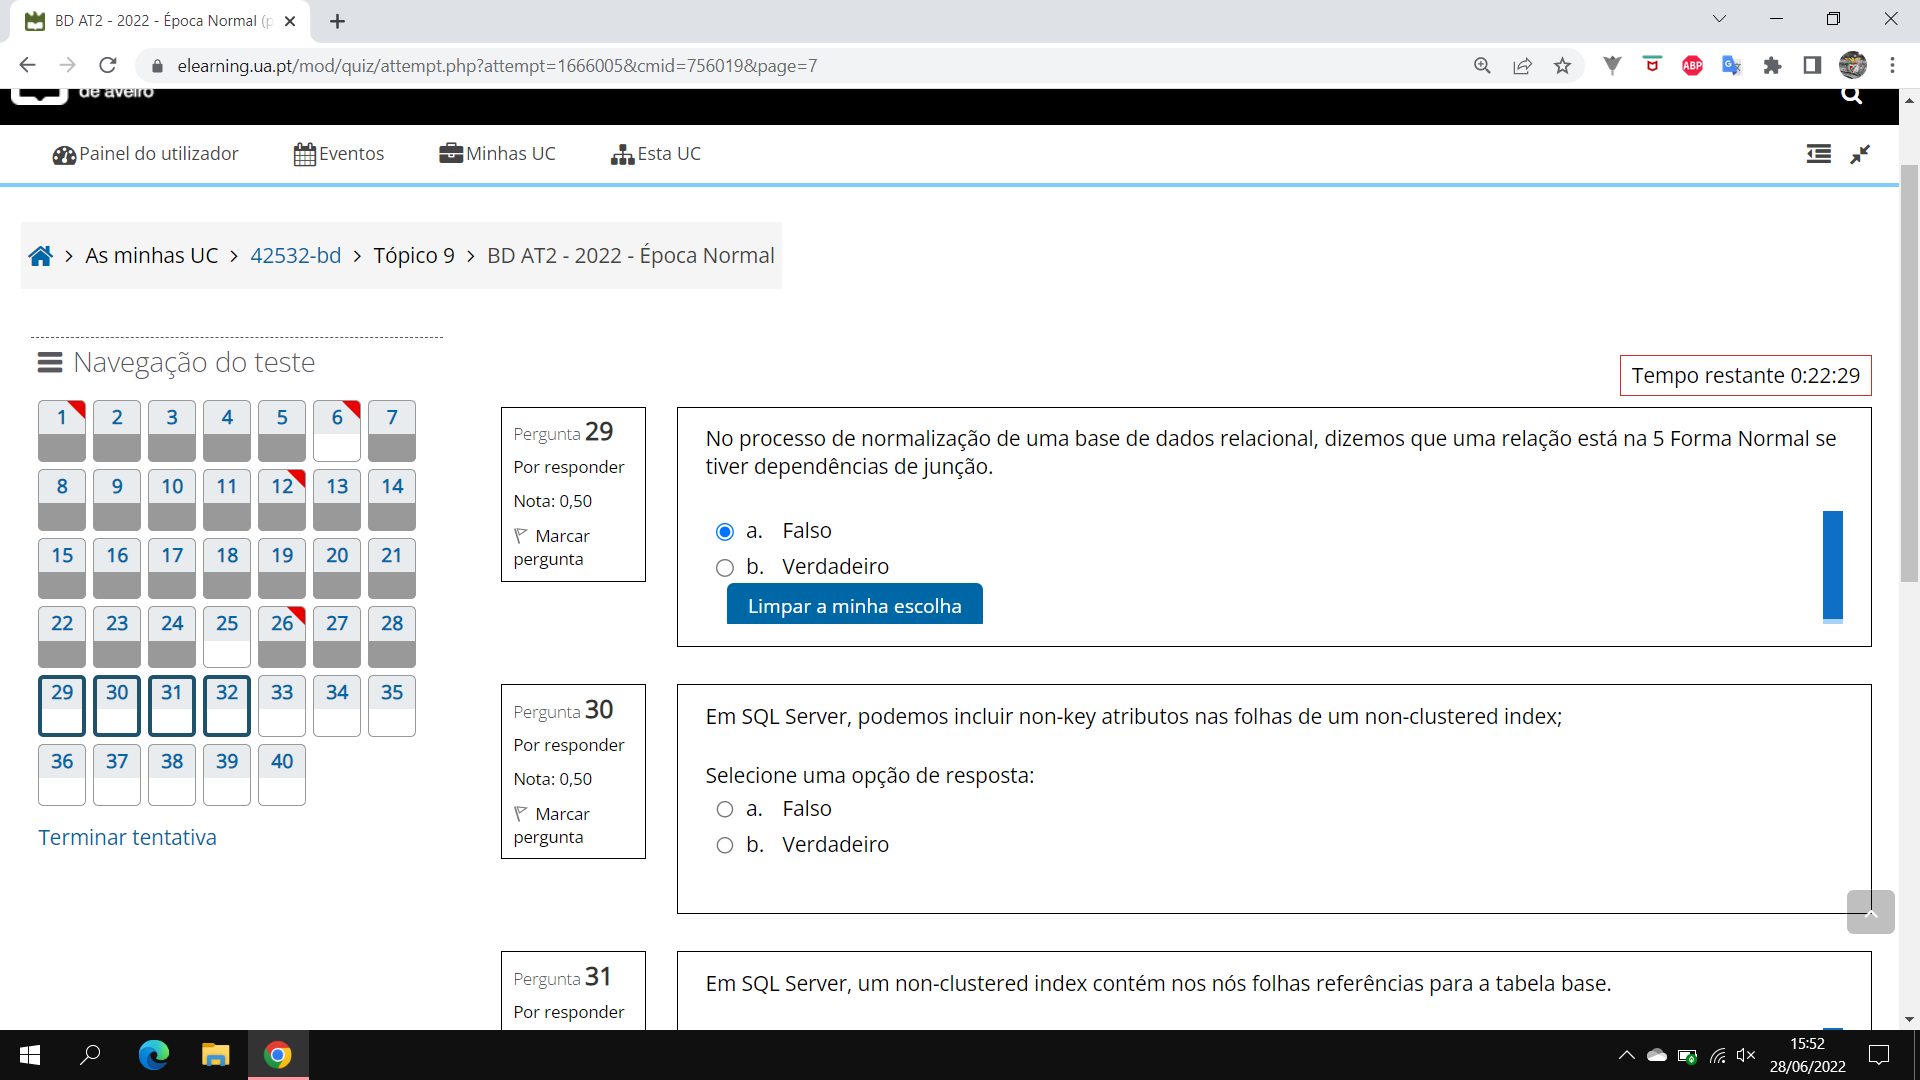 BD AT2 - 2022 - Época Normal (p
elearning.ua.pt/mod/quiz/attempt.php?attempt=1666005&cmid=756019&page=7
ABP
de aveiro
Painel do utilizador
Eventos
Minhas UC
Esta UC
As minhas UC > 42532-bd > Tópico 9 > BD AT2 - 2022 - Época Normal
Navegação do teste
Tempo restante 0:22:29
1 2 3 4 5 6 7
8 9 10 11 12 13 14
15 16 17 18 19 20 21
22 23 24 25 26 27 28
29 30 31 32 33 34 35
36 37 38 39 40
Terminar tentativa
Pergunta 29
Por responder
Nota: 0,50
Marcar
pergunta
No processo de normalização de uma base de dados relacional, dizemos que uma relação está na 5 Forma Normal se
tiver dependências de junção.
a. Falso
b. Verdadeiro
Limpar a minha escolha
Pergunta 30
Por responder
Nota: 0,50
Marcar
pergunta
Em SQL Server, podemos incluir non-key atributos nas folhas de um non-clustered index;
Selecione uma opção de resposta:
a. Falso
b. Verdadeiro
Pergunta 31
Por responder
Em SQL Server, um non-clustered index contém nos nós folhas referências para a tabela base.
15:52
28/06/2022